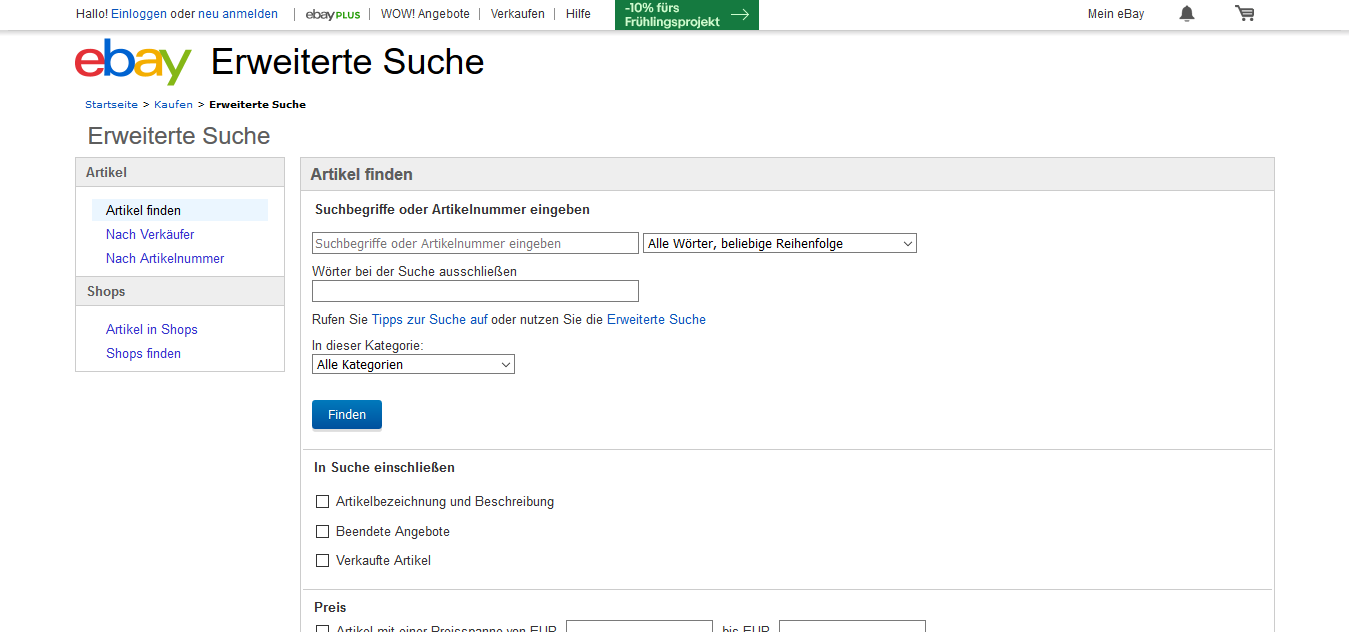 Hallo! Einloggen oder neu anmelden | ebay PLUS | WOW! Angebote | Verkaufen | Hilfe
-10% fürs
Frühlingsprojekt
Mein eBay
ebay Erweiterte Suche
Startseite > Kaufen > Erweiterte Suche
Erweiterte Suche
Artikel
Artikel finden
Nach Verkäufer
Nach Artikelnummer
Shops
Artikel in Shops
Shops finden
Artikel finden
Suchbegriffe oder Artikelnummer eingeben
Suchbegriffe oder Artikelnummer eingeben Alle Wörter, beliebige Reihenfolge
Wörter bei der Suche ausschließen
Rufen Sie Tipps zur Suche auf oder nutzen Sie die Erweiterte Suche
In dieser Kategorie:
Alle Kategorien
Finden
In Suche einschließen
Artikelbezeichnung und Beschreibung
Beendete Angebote
Verkaufte Artikel
Preis
Artikel mit einer Preisspanne von EUR bis EUR